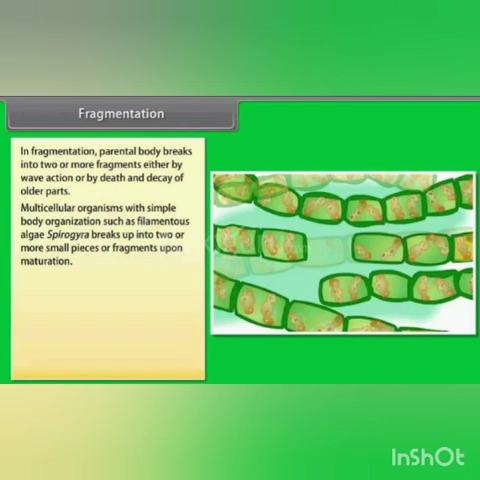 Fragmentation
In fragmentation, parental body breaks
into two or more fragments either by
wave action or by death and decay of
older parts.
Multicellular organisms with simple
body organization such as filamentous
algae Spirogyra breaks up into two or
more small pieces or fragments upon
maturation.
InShOt